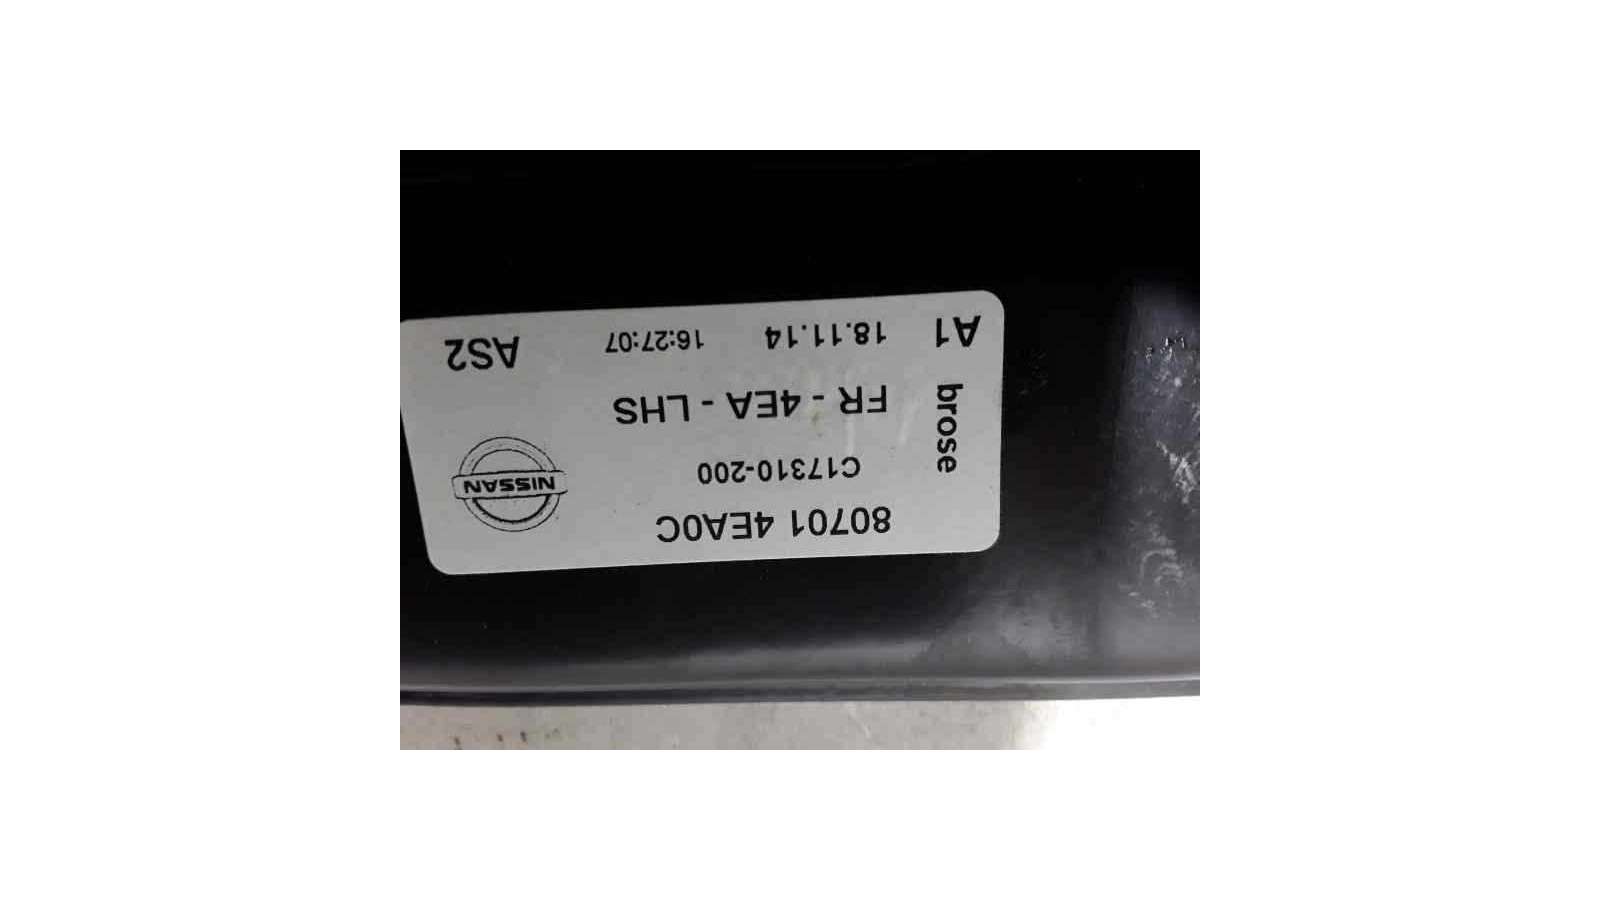 80701 4EA0C
C17310-200
NISSAN
FR - 4EA - LHS
brose
A1 18.11.14 16:27:07 AS2